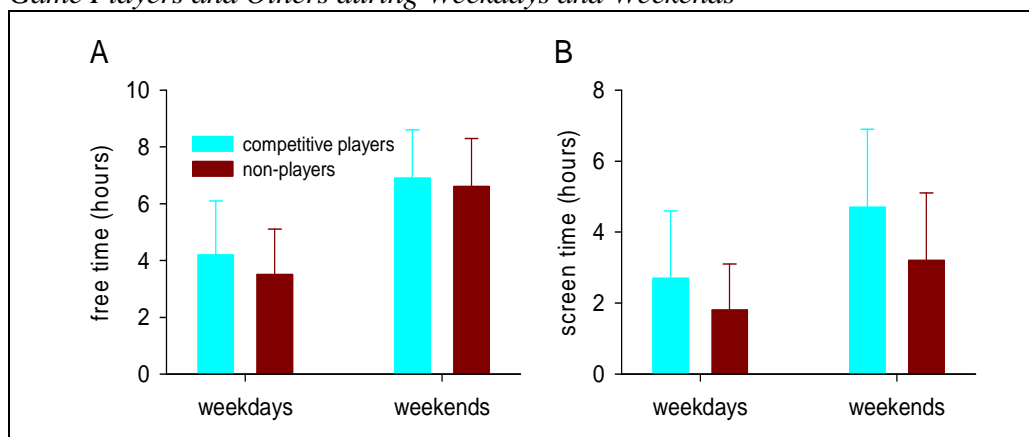 Game Players and Others during Weekdays and Weekends
A
B
10
8
6
4
2
0
free time (hours)
competitive players
non-players
weekdays
weekends
8
6
4
2
0
screen time (hours)
weekdays
weekends